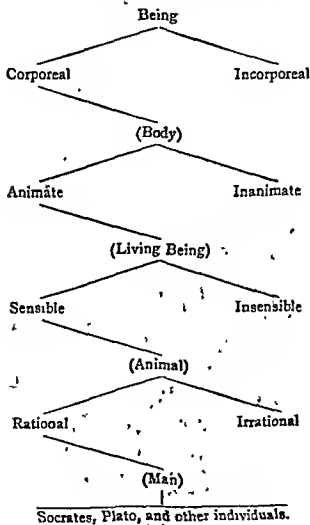 Being
Corporeal Incorporeal
(Body)
Animate Inanimate
(Living Being)
Sensible Insensible
(Animal)
Rational Irrational
(Man)
Socrates, Plato, and other individuals.